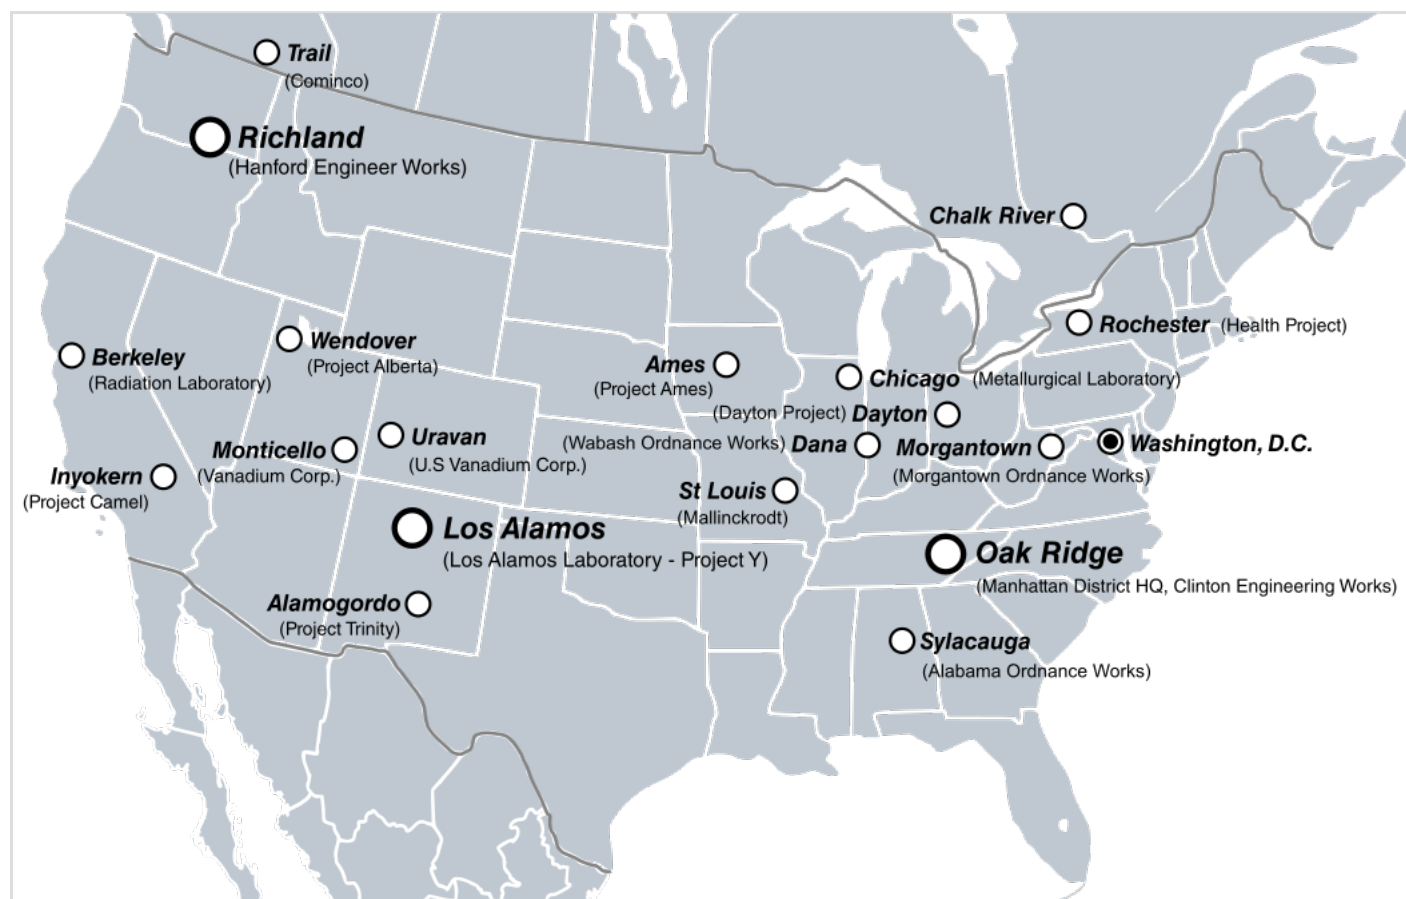 Trail
(Cominco)
Richland
(Hanford Engineer Works)
Chalk River
Rochester (Health Project)
Wendover
(Project Alberta)
Berkeley
(Radiation Laboratory)
Ames
(Project Ames)
Chicago (Metallurgical Laboratory)
(Dayton Project) Dayton
Uravan
(U.S Vanadium Corp.)
Monticello
(Vanadium Corp.)
(Wabash Ordnance Works) Dana
Morgantown
(Morgantown Ordnance Works)
Washington, D.C.
Inyokern
(Project Camel)
St Louis
(Mallinckrodt)
Los Alamos
(Los Alamos Laboratory - Project Y)
Oak Ridge
(Manhattan District HQ, Clinton Engineering Works)
Alamogordo
(Project Trinity)
Sylacauga
(Alabama Ordnance Works)